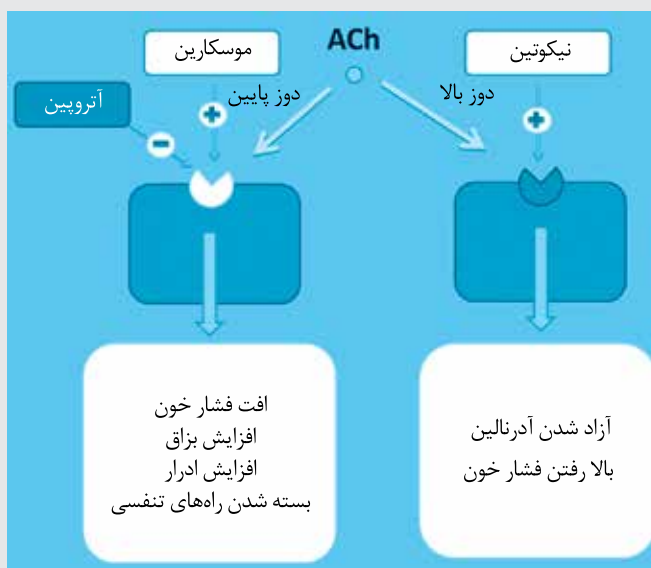 ACh
نیکوتین
موسکارین
دوز بالا
دوز پایین
آتروپین
آزاد شدن آدرنالین
بالا رفتن فشار خون
افت فشار خون
افزایش بزاق
افزایش ادرار
بسته شدن راه‌های تنفسی